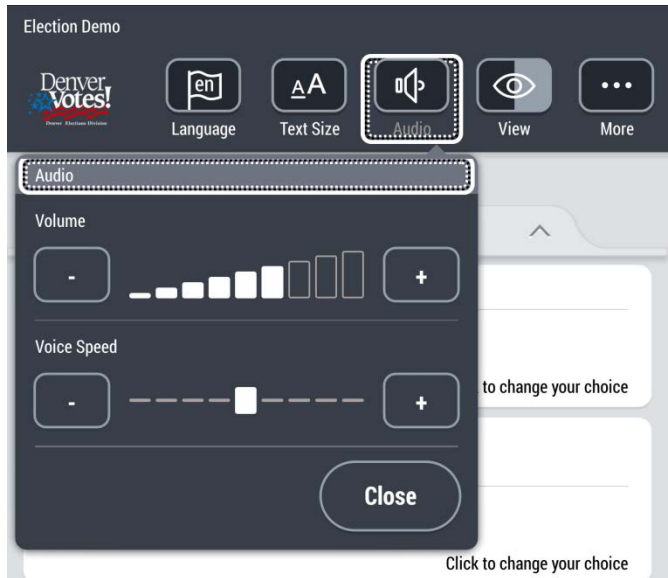 Election Demo
Denver
Votes!
Denver Elections Division
en
AA
Language
Text Size
Audio
View
More
Audio
Volume
-
+
Voice Speed
-
+
to change your choice
Close
Click to change your choice